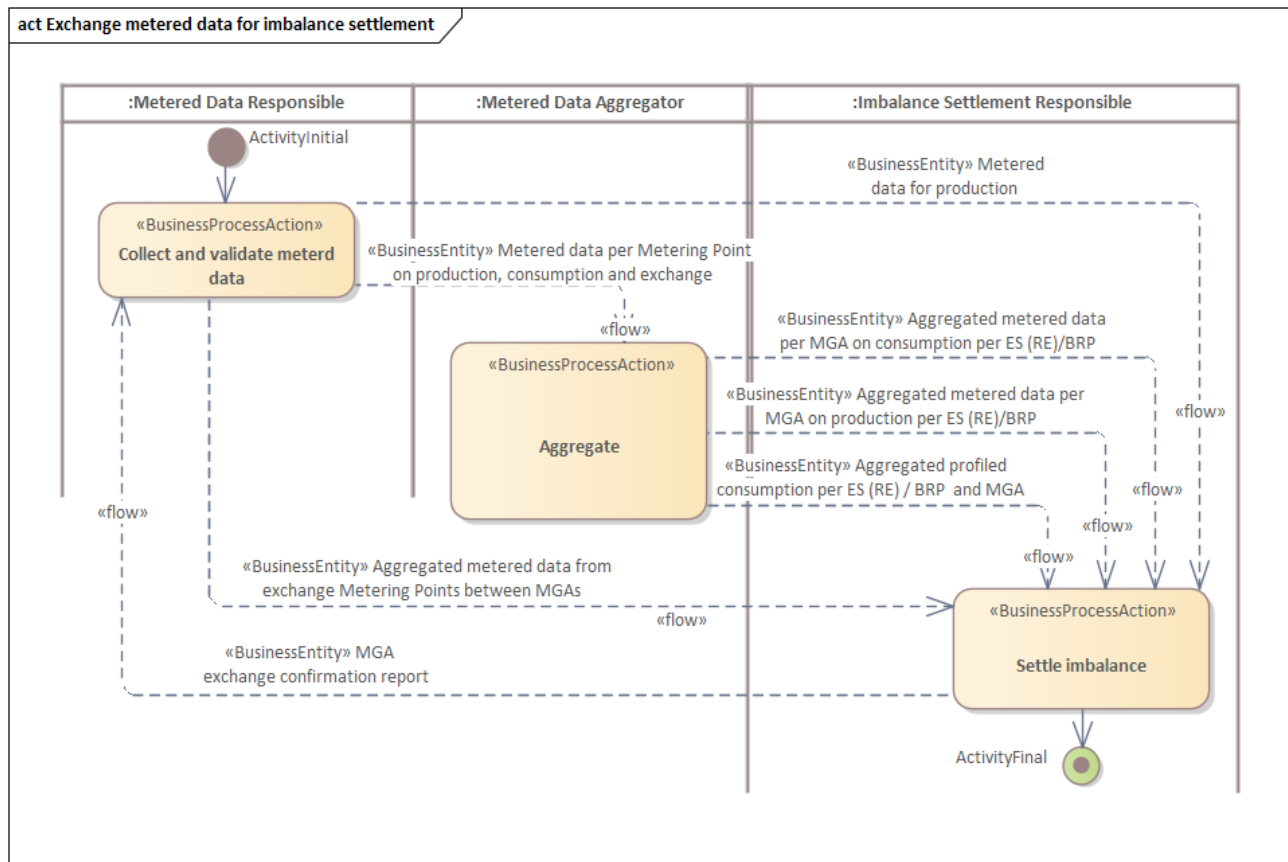 act Exchange metered data for imbalance settlement
:Metered Data Responsible
:Metered Data Aggregator
:Imbalance Settlement Responsible
ActivityInitial
«BusinessEntity» Metered
data for production
«BusinessProcessAction»
Collect and validate meterd
data
«BusinessEntity» Metered data per Metering Point
on production, consumption and exchange
«flow»
«BusinessEntity» Aggregated metered data
per MGA on consumption per ES (RE)/BRP
«BusinessProcessAction»
Aggregate
«BusinessEntity» Aggregated metered data per
MGA on production per ES (RE)/BRP
«flow»
«BusinessEntity» Aggregated profiled
consumption per ES (RE) / BRP and MGA
«flow»
«flow»
«flow»
«flow»
«BusinessEntity» Aggregated metered data from
exchange Metering Points between MGAs
«flow»
«BusinessProcessAction»
Settle imbalance
«BusinessEntity» MGA
exchange confirmation report
ActivityFinal